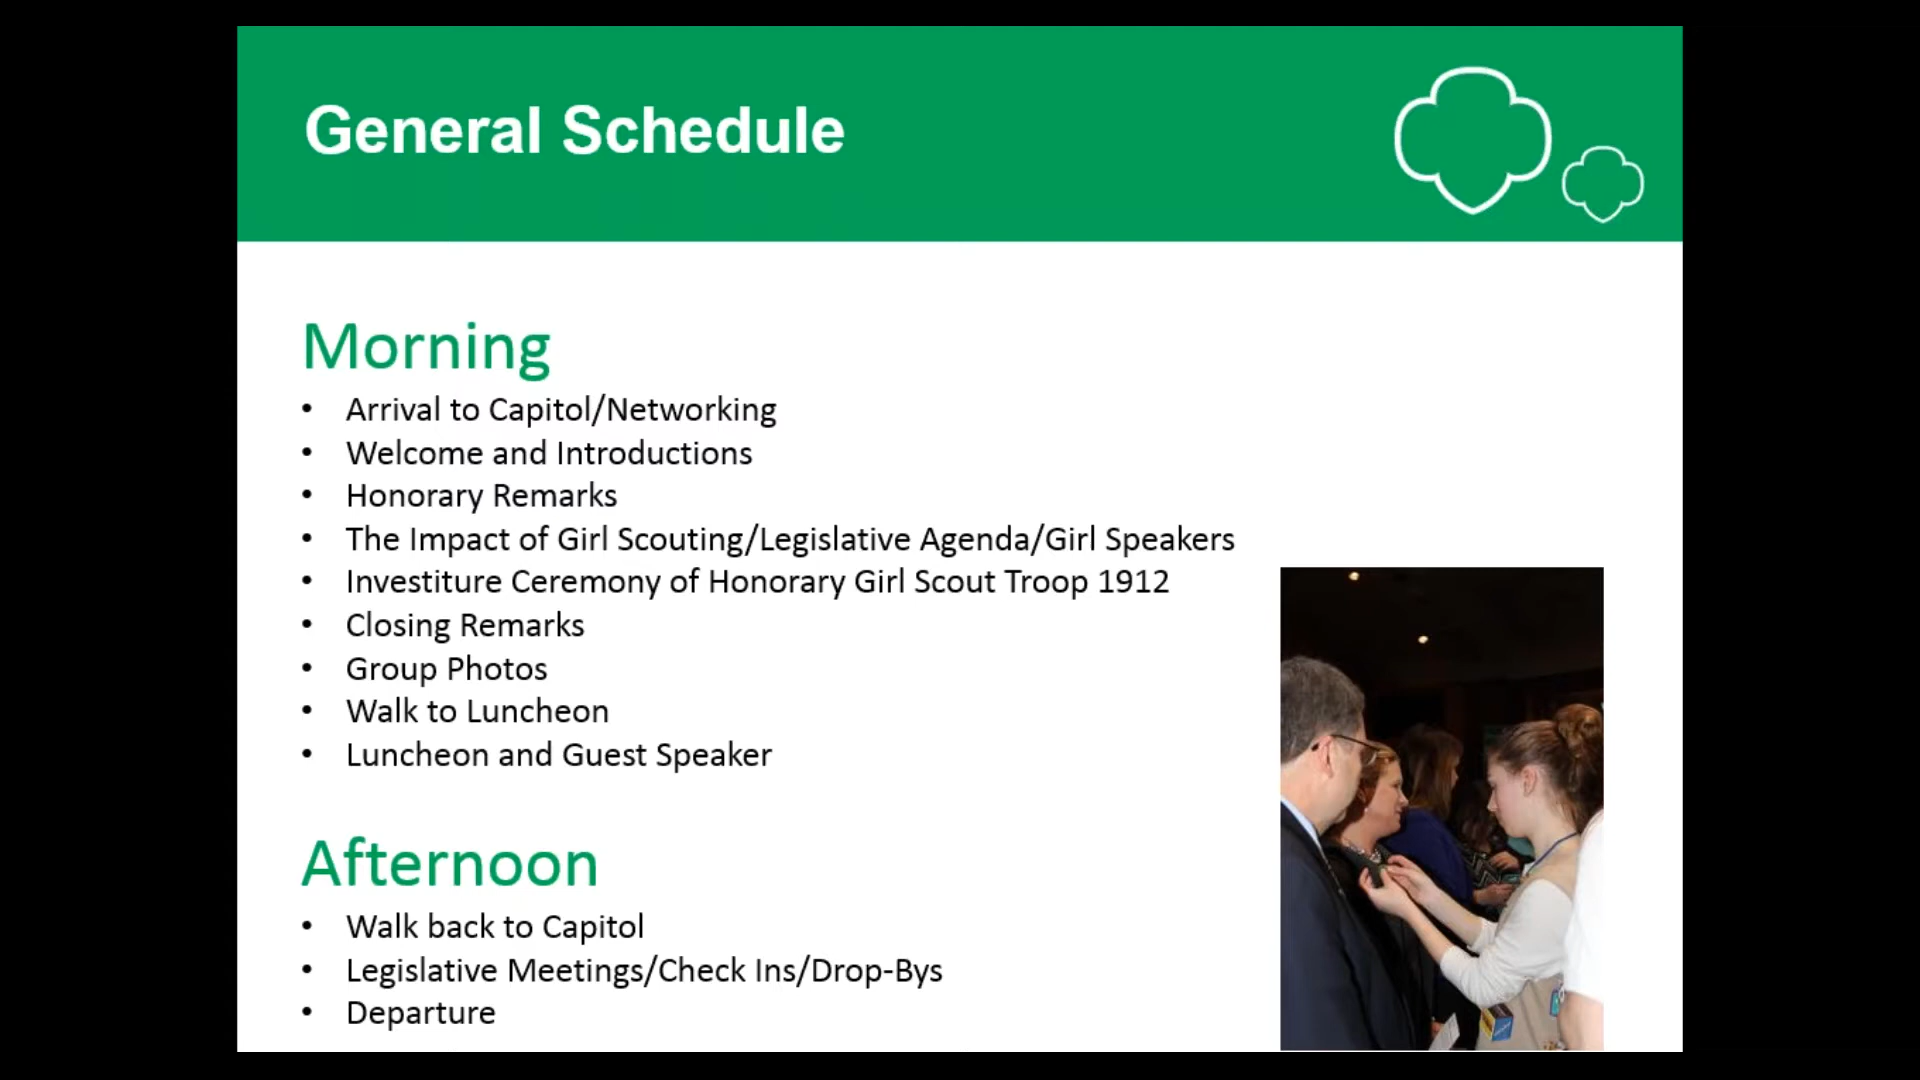 General Schedule
Morning
• Arrival to Capitol/Networking
• Welcome and Introductions
• Honorary Remarks
• The Impact of Girl Scouting/Legislative Agenda/Girl Speakers
• Investiture Ceremony of Honorary Girl Scout Troop 1912
• Closing Remarks
• Group Photos
• Walk to Luncheon
• Luncheon and Guest Speaker
Afternoon
• Walk back to Capitol
• Legislative Meetings/Check Ins/Drop-Bys
• Departure